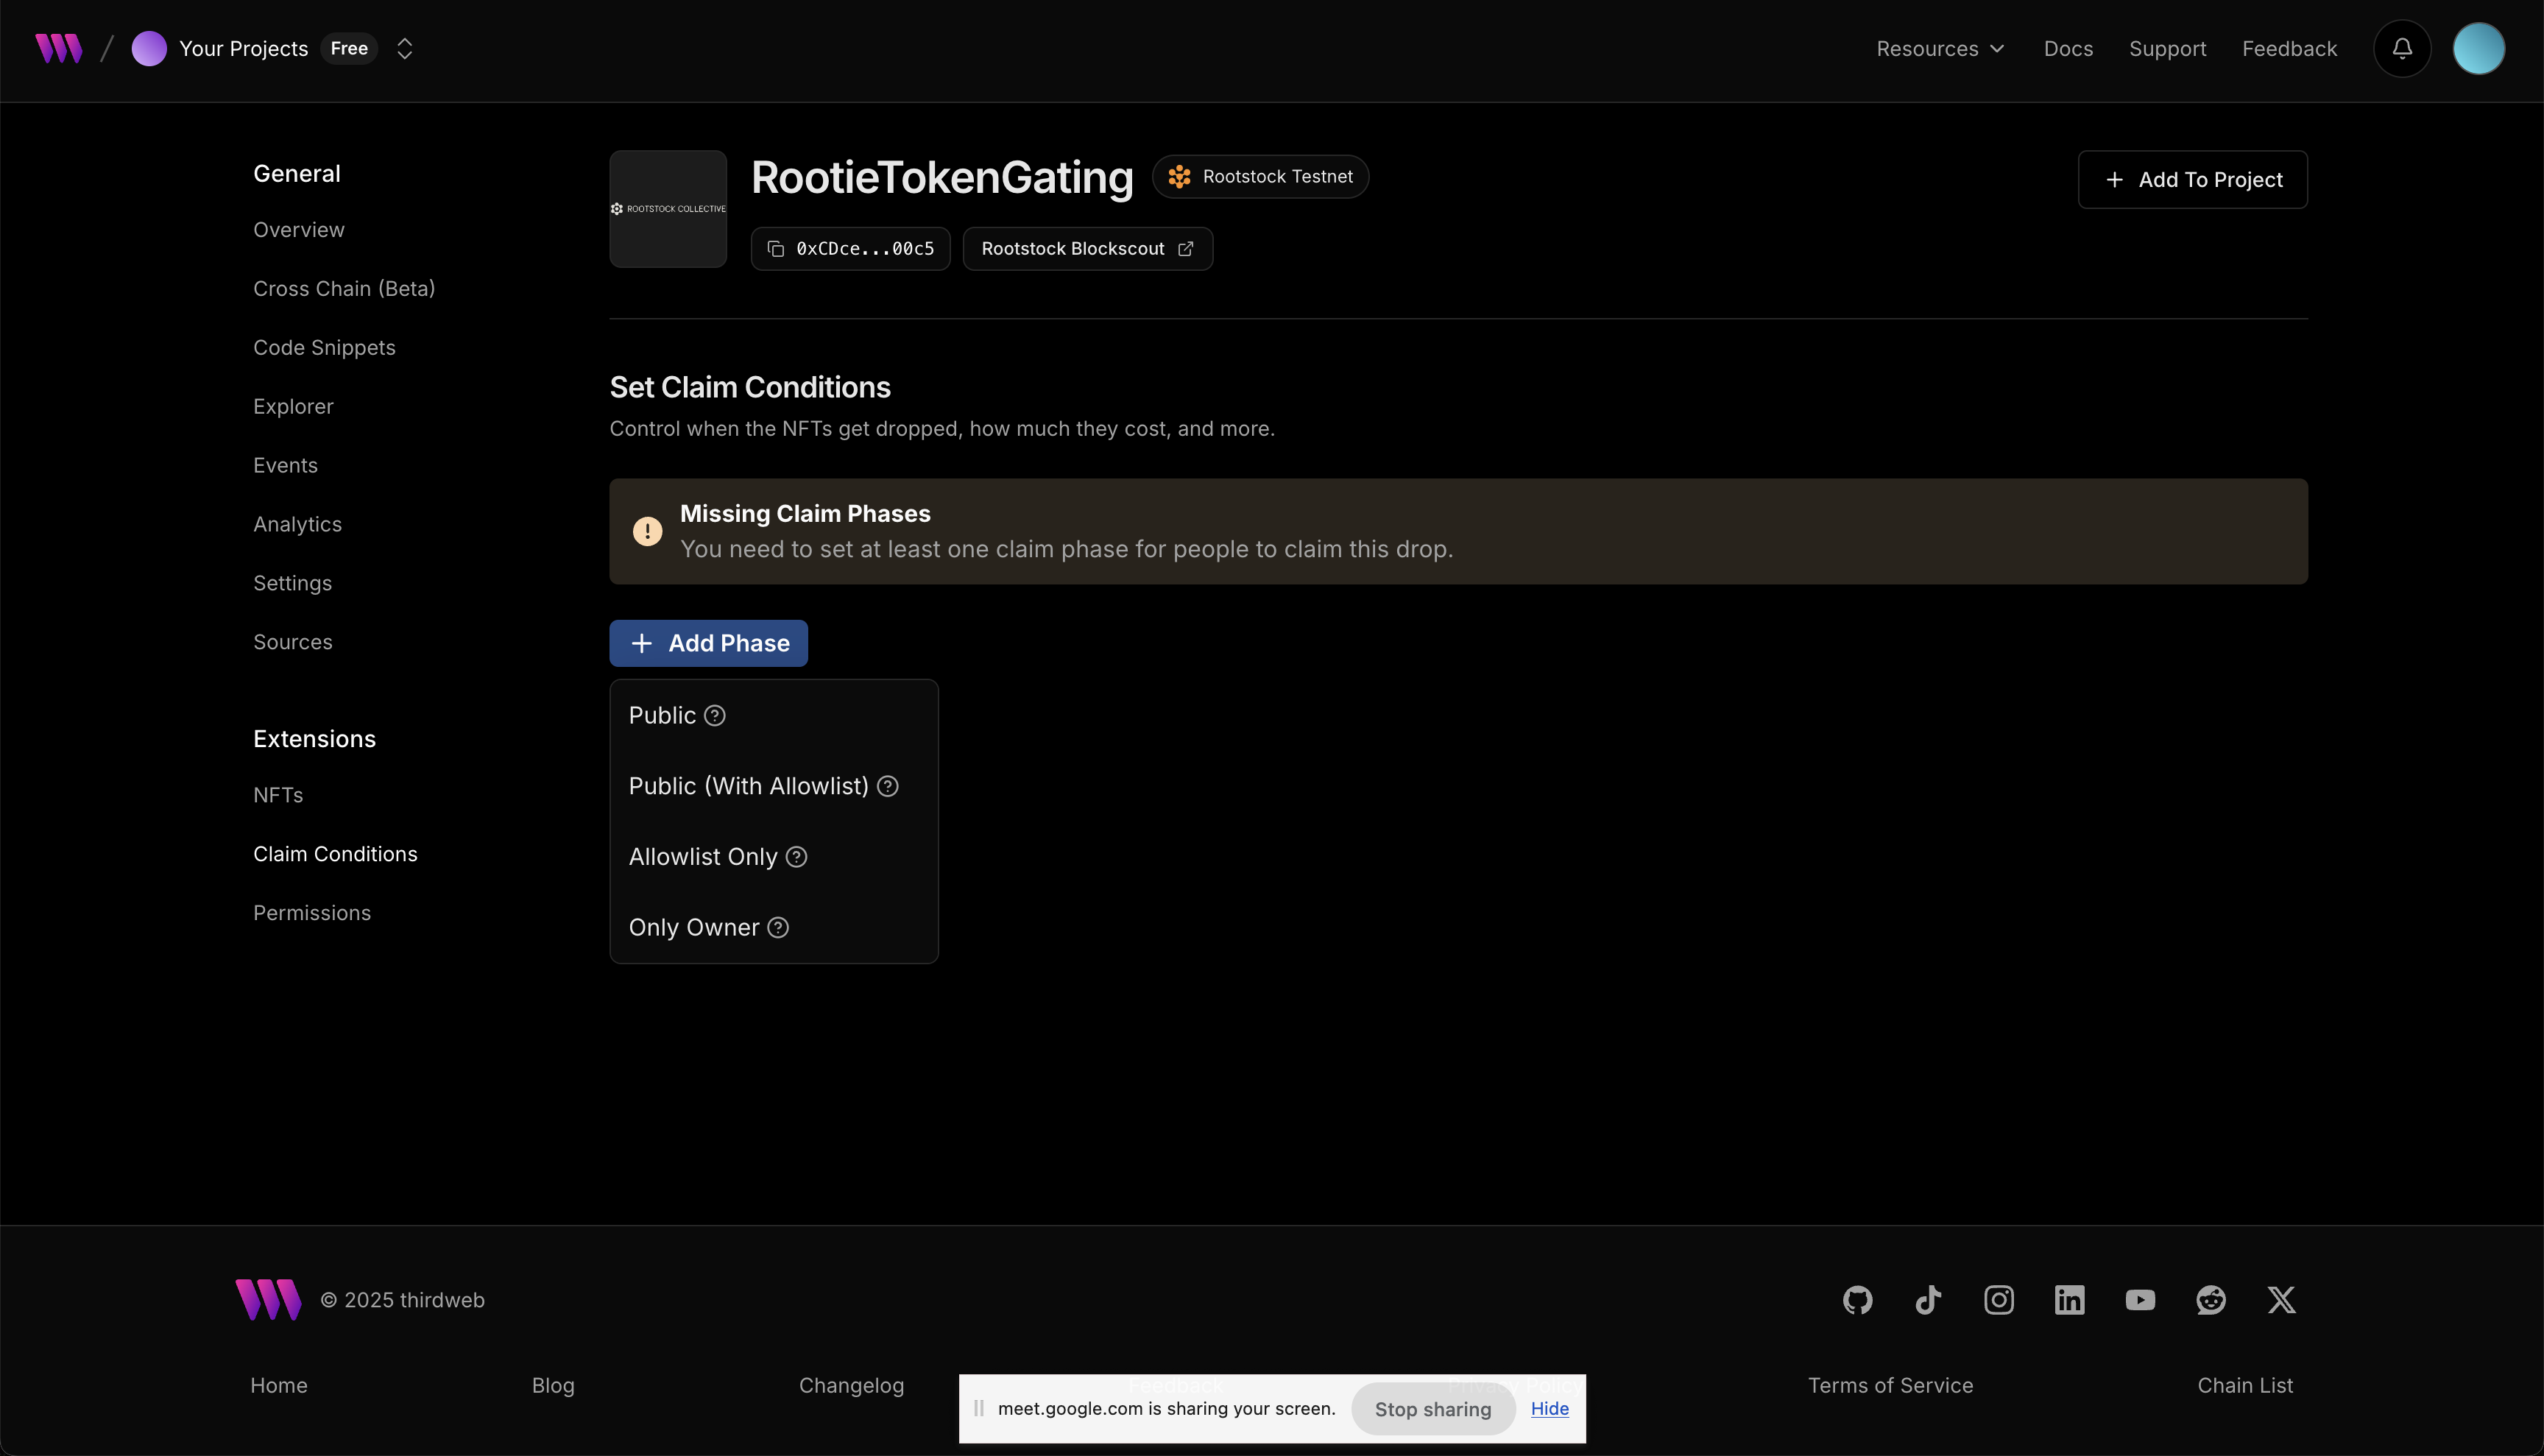 / Your Projects Free
Resources Docs Support Feedback
General
Overview
Cross Chain (Beta)
Code Snippets
Explorer
Events
Analytics
Settings
Sources
Extensions
NFTs
Claim Conditions
Permissions
ROOTSTOCK COLLECTIVE
RootieTokenGating
Rootstock Testnet
+ Add To Project
0xCDce...00c5
Rootstock Blockscout
Set Claim Conditions
Control when the NFTs get dropped, how much they cost, and more.
! Missing Claim Phases
You need to set at least one claim phase for people to claim this drop.
+ Add Phase
Public ?
Public (With Allowlist) ?
Allowlist Only ?
Only Owner ?
© 2025 thirdweb
Home Blog Changelog Feedback Privacy Policy Terms of Service Chain List
meet.google.com is sharing your screen. Stop sharing Hide